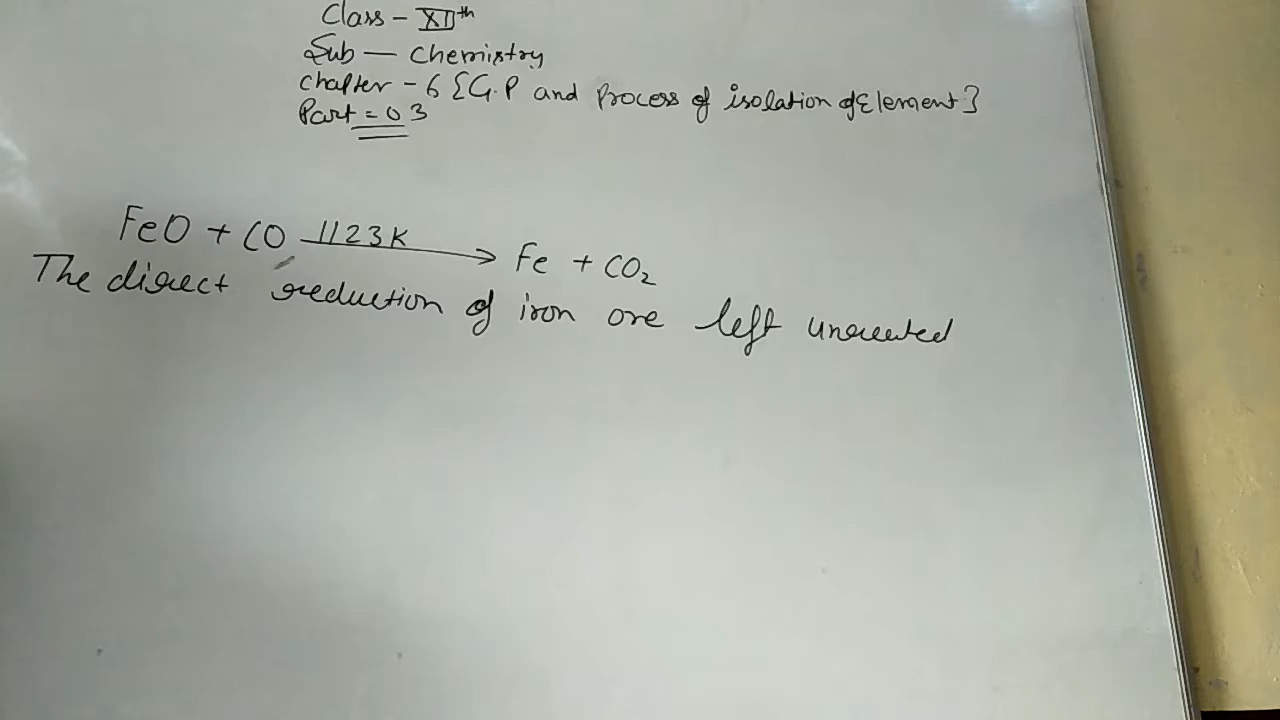 Class - XIIth
Sub - Chemistry
Chapter - 6 {G.P and Process of isolation of Element}
Part = 03
FeO + CO 1123K → Fe + CO2
The direct reduction of iron ore left unreacted